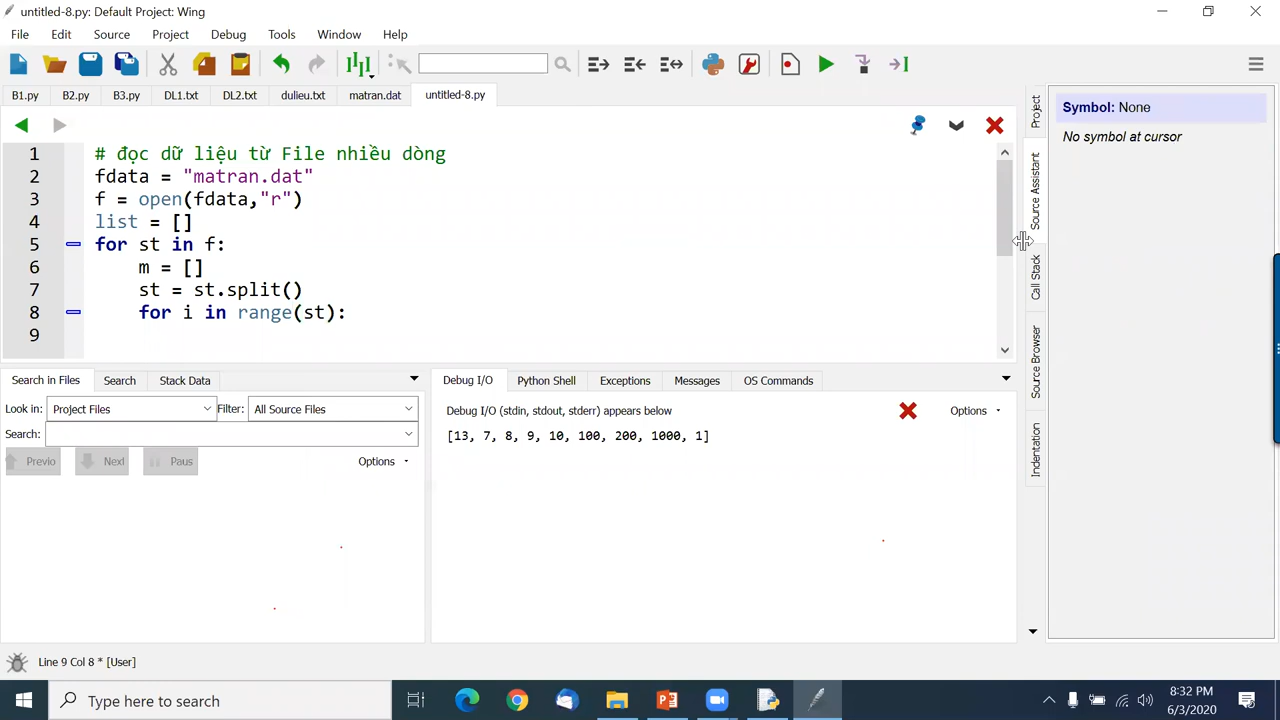 untitled-8.py: Default Project: Wing
File Edit Source Project Debug Tools Window Help
B1.py B2.py B3.py DL1.txt DL2.txt dulieu.txt matran.dat untitled-8.py
1 # đọc dữ liệu từ File nhiều dòng
2 fdata = "matran.dat"
3 f = open(fdata,"r")
4 list = []
5 for st in f:
6 m = []
7 st = st.split()
8 for i in range(st):
9
Project
Source Assistant
Call Stack
Source Browser
Indentation
Symbol: None
No symbol at cursor
Search in Files Search Stack Data
Look in: Project Files Filter: All Source Files
Search:
Previo Next Paus Options
Debug I/O Python Shell Exceptions Messages OS Commands
Debug I/O (stdin, stdout, stderr) appears below Options
[13, 7, 8, 9, 10, 100, 200, 1000, 1]
Line 9 Col 8 * [User]
Type here to search
8:32 PM
6/3/2020